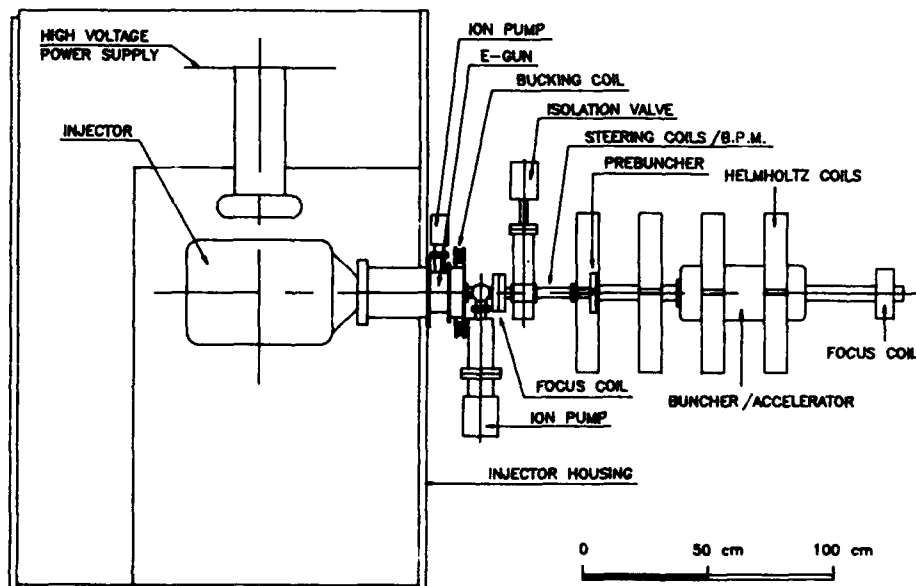 HIGH VOLTAGE
POWER SUPPLY
INJECTOR
ION PUMP
E-GUN
BUCKING COIL
ISOLATION VALVE
STEERING COILS/B.P.M.
PREBUNCHER
HELMHOLTZ COILS
FOCUS COIL
BUNCHER/ACCELERATOR
FOCUS COIL
ION PUMP
INJECTOR HOUSING
0 50 cm 100 cm